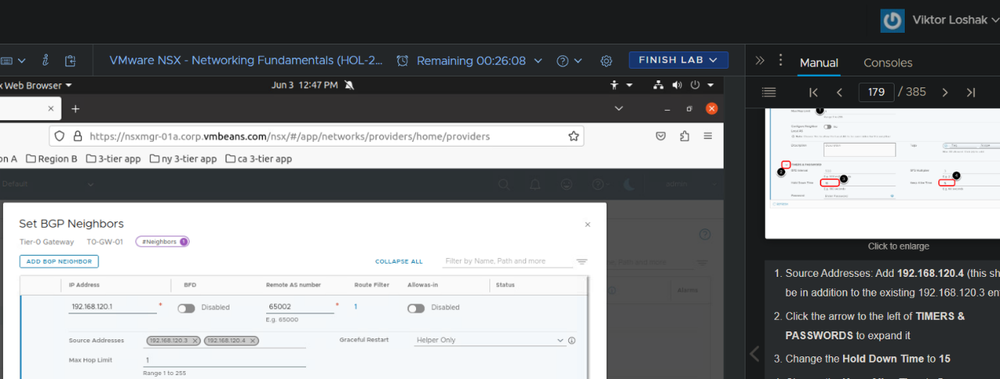 Viktor Loshak
VMware NSX - Networking Fundamentals (HOL-2...
Remaining 00:26:08
FINISH LAB
Manual
Consoles
x Web Browser
Jun 3 12:47 PM
179 / 385
https://nsxmgr-01a.corp.vmbeans.com/nsx/#/app/networks/providers/home/providers
on A
Region B
3-tier app
ny 3-tier app
ca 3-tier app
Default
admin
Set BGP Neighbors
Tier-0 Gateway
T0-GW-01
#Neighbors 1
ADD BGP NEIGHBOR
COLLAPSE ALL
Filter by Name, Path and more
IP Address
BFD
Remote AS number
Route Filter
Allowas-in
Status
Alarms
192.168.120.1 *
Disabled
65002 *
1
Disabled
E.g. 65000
Source Addresses
192.168.120.3
192.168.120.4
Graceful Restart
Helper Only
Max Hop Limit
1
Range 1 to 255
Click to enlarge
1. Source Addresses: Add 192.168.120.4 (this sh
be in addition to the existing 192.168.120.3 en
2. Click the arrow to the left of TIMERS &
PASSWORDS to expand it
3. Change the Hold Down Time to 15